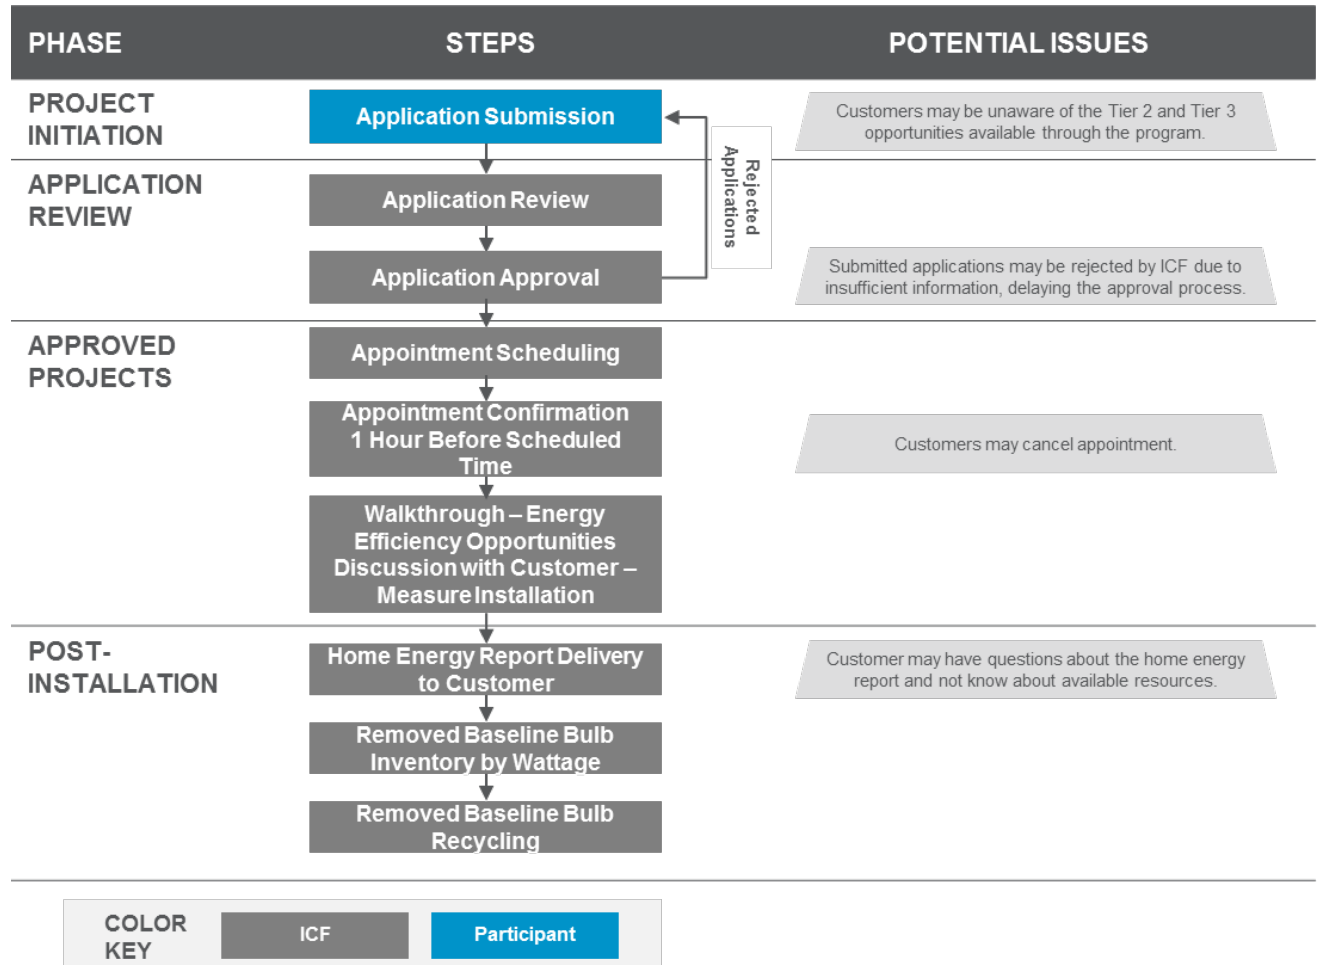 PHASE
STEPS
POTENTIAL ISSUES
PROJECT
INITIATION
Application Submission
Customers may be unaware of the Tier 2 and Tier 3
opportunities available through the program.
Rejected
Applications
APPLICATION
REVIEW
Application Review
Application Approval
Submitted applications may be rejected by ICF due to
insufficient information, delaying the approval process.
APPROVED
PROJECTS
Appointment Scheduling
Appointment Confirmation
1 Hour Before Scheduled
Time
Customers may cancel appointment.
Walkthrough – Energy
Efficiency Opportunities
Discussion with Customer –
Measure Installation
POST-
INSTALLATION
Home Energy Report Delivery
to Customer
Customer may have questions about the home energy
report and not know about available resources.
Removed Baseline Bulb
Inventory by Wattage
Removed Baseline Bulb
Recycling
COLOR
KEY
ICF
Participant